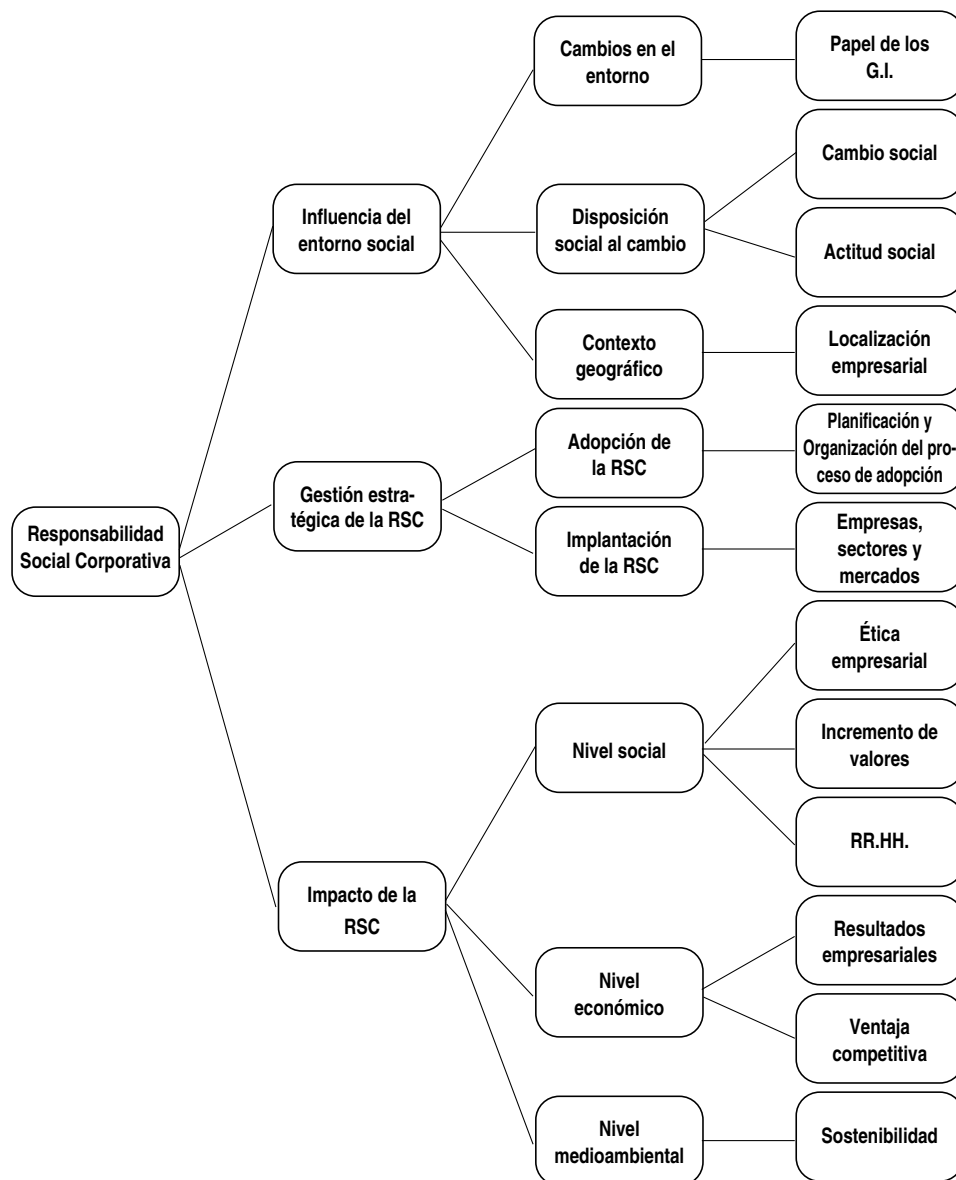 Cambios en el
entorno
Papel de los
G.I.
Cambio social
Influencia del
entorno social
Disposición
social al cambio
Actitud social
Contexto
geográfico
Localización
empresarial
Adopción de
la RSC
Planificación y
Organización del pro-
ceso de adopción
Gestión estra-
tégica de la RSC
Responsabilidad
Social Corporativa
Implantación
de la RSC
Empresas,
sectores y
mercados
Ética
empresarial
Nivel social
Incremento de
valores
RR.HH.
Impacto de la
RSC
Resultados
empresariales
Nivel
económico
Ventaja
competitiva
Nivel
medioambiental
Sostenibilidad